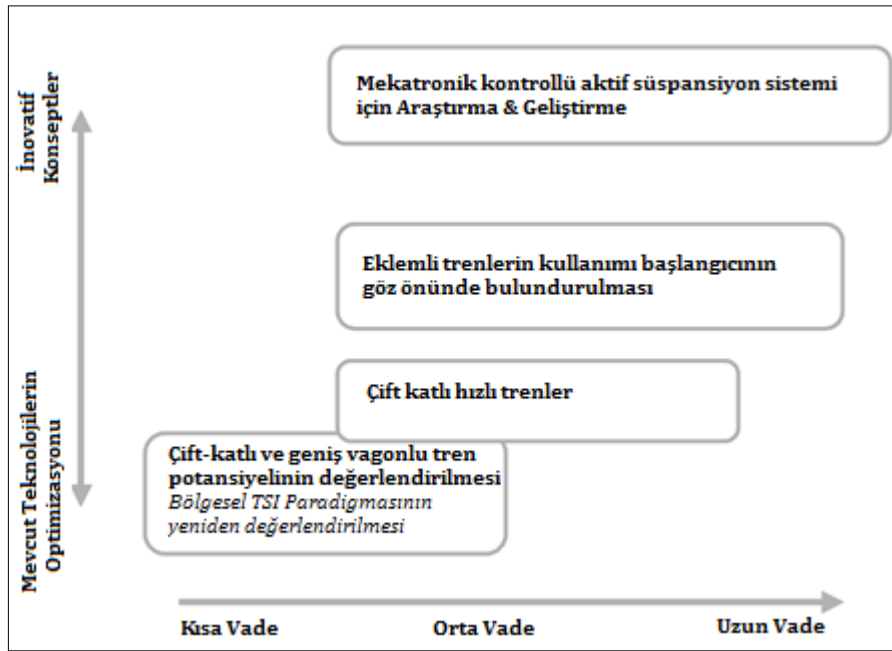 İnovatif
Konseptler
Mekatronik kontrollü aktif süspansiyon sistemi
için Araştırma & Geliştirme
Eklemli trenlerin kullanımı başlangıcının
göz önünde bulundurulması
Çift katlı hızlı trenler
Mevcut Teknolojilerin
Optimizasyonu
Çift-katlı ve geniş vagonlu tren
potansiyelinin değerlendirilmesi
Bölgesel TSI Paradigmasının
yeniden değerlendirilmesi
Kısa Vade
Orta Vade
Uzun Vade